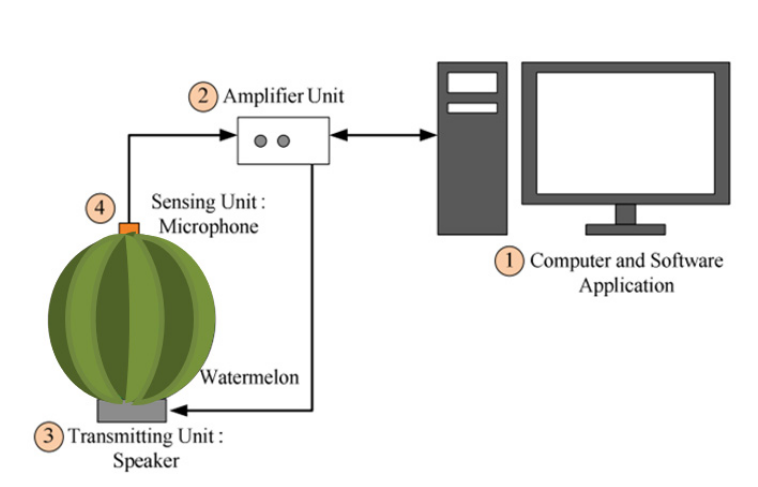 2 Amplifier Unit
4
Sensing Unit :
Microphone
1 Computer and Software
Application
Watermelon
3 Transmitting Unit :
Speaker